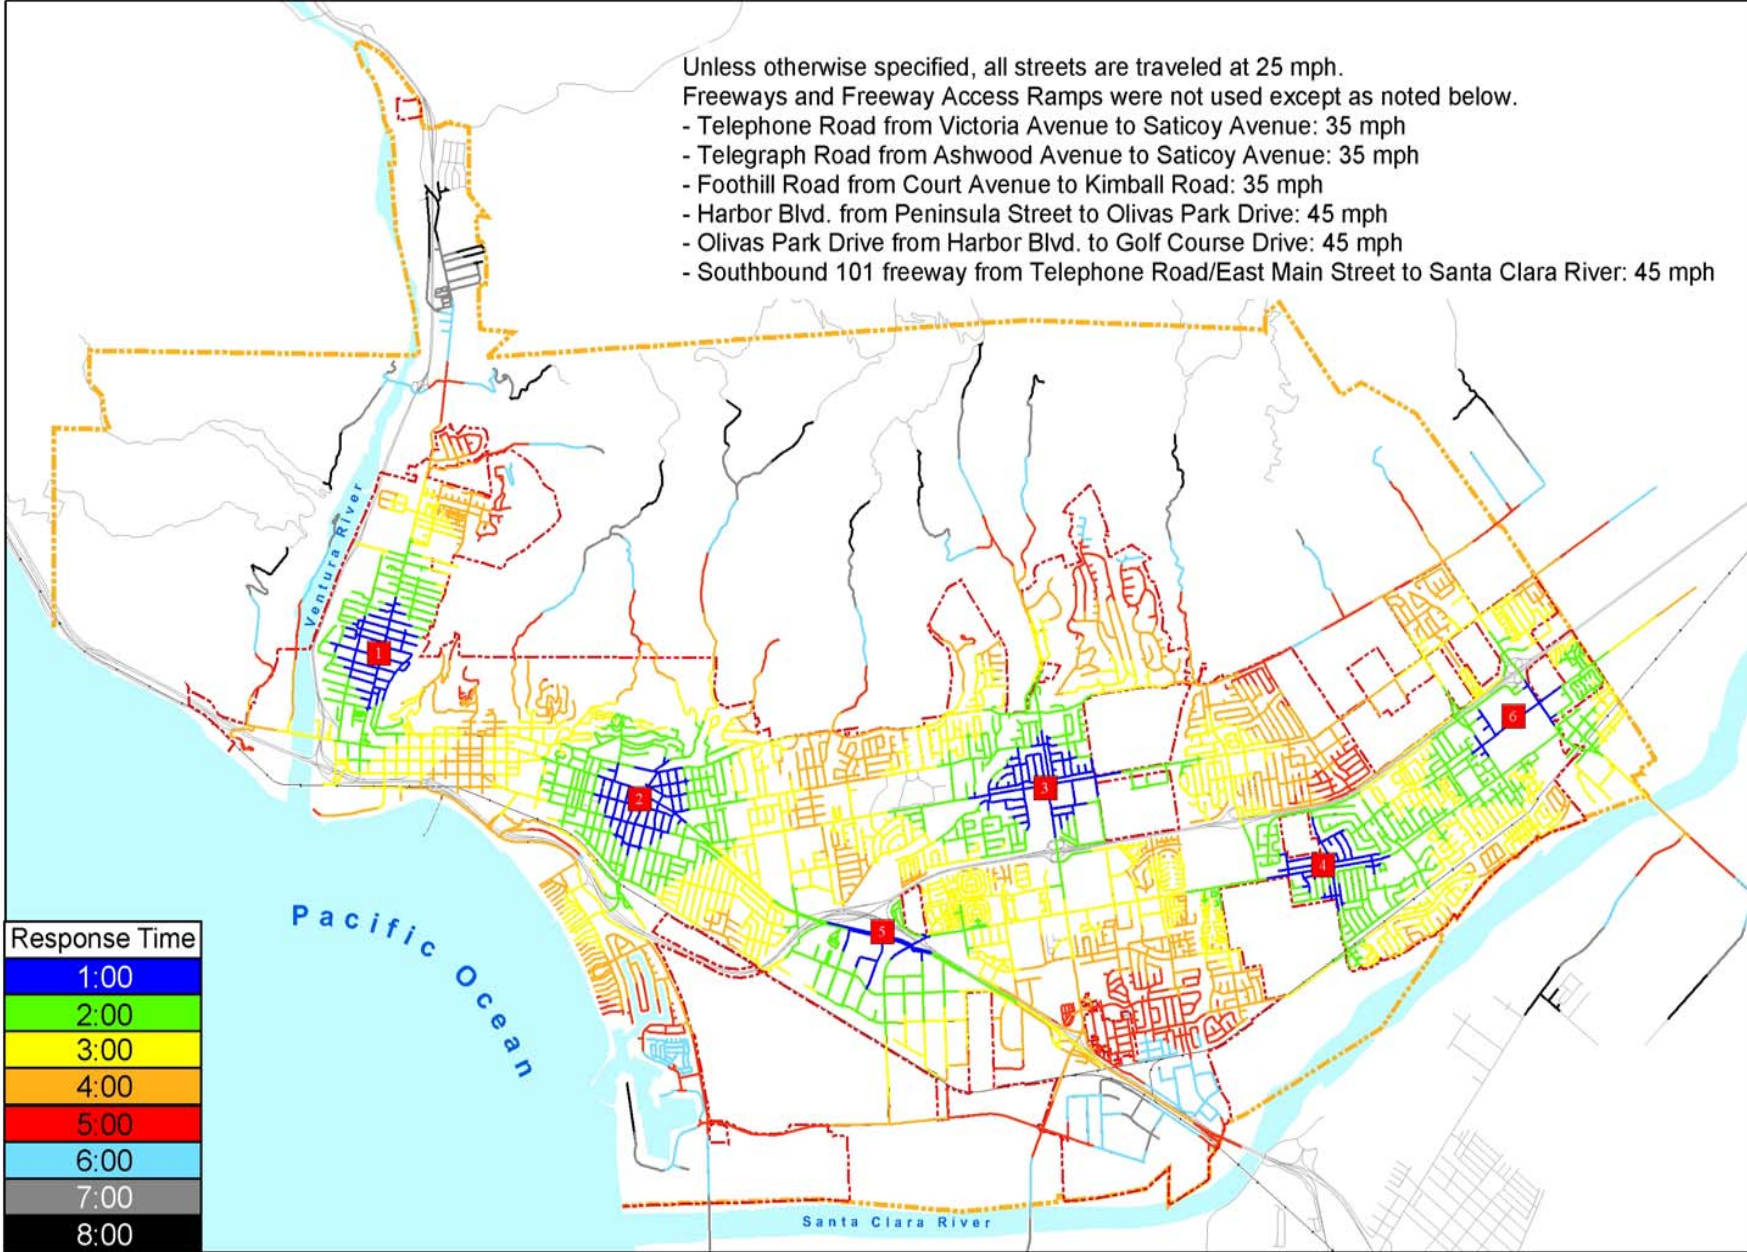 Unless otherwise specified, all streets are traveled at 25 mph.
Freeways and Freeway Access Ramps were not used except as noted below.
- Telephone Road from Victoria Avenue to Saticoy Avenue: 35 mph
- Telegraph Road from Ashwood Avenue to Saticoy Avenue: 35 mph
- Foothill Road from Court Avenue to Kimball Road: 35 mph
- Harbor Blvd. from Peninsula Street to Olivas Park Drive: 45 mph
- Olivas Park Drive from Harbor Blvd. to Golf Course Drive: 45 mph
- Southbound 101 freeway from Telephone Road/East Main Street to Santa Clara River: 45 mph
Ventura River
1
2
3
4
5
6
Pacific Ocean
Santa Clara River
Response Time
1:00
2:00
3:00
4:00
5:00
6:00
7:00
8:00